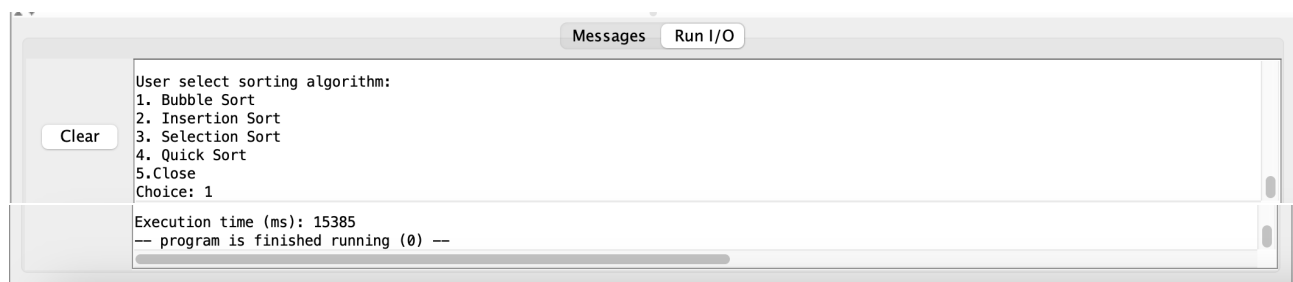 Messages Run I/O
User select sorting algorithm:
1. Bubble Sort
2. Insertion Sort
Clear
3. Selection Sort
4. Quick Sort
5.Close
Choice: 1
Execution time (ms): 15385
-- program is finished running (0) --